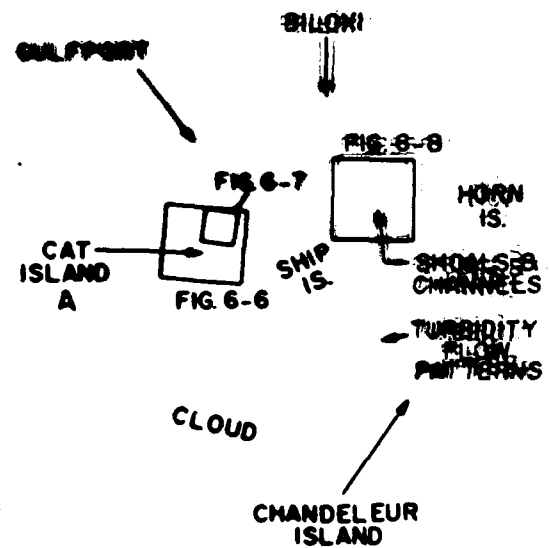 BILOXI
GULFPORT
FIG. 6-8
FIG. 6-7
HORN
IS.
CAT
ISLAND
A
SHIP
IS.
SHOALS &
CHANNELS
FIG. 6-6
TURBIDITY
FLOW
PATTERNS
CLOUD
CHANDELEUR
ISLAND